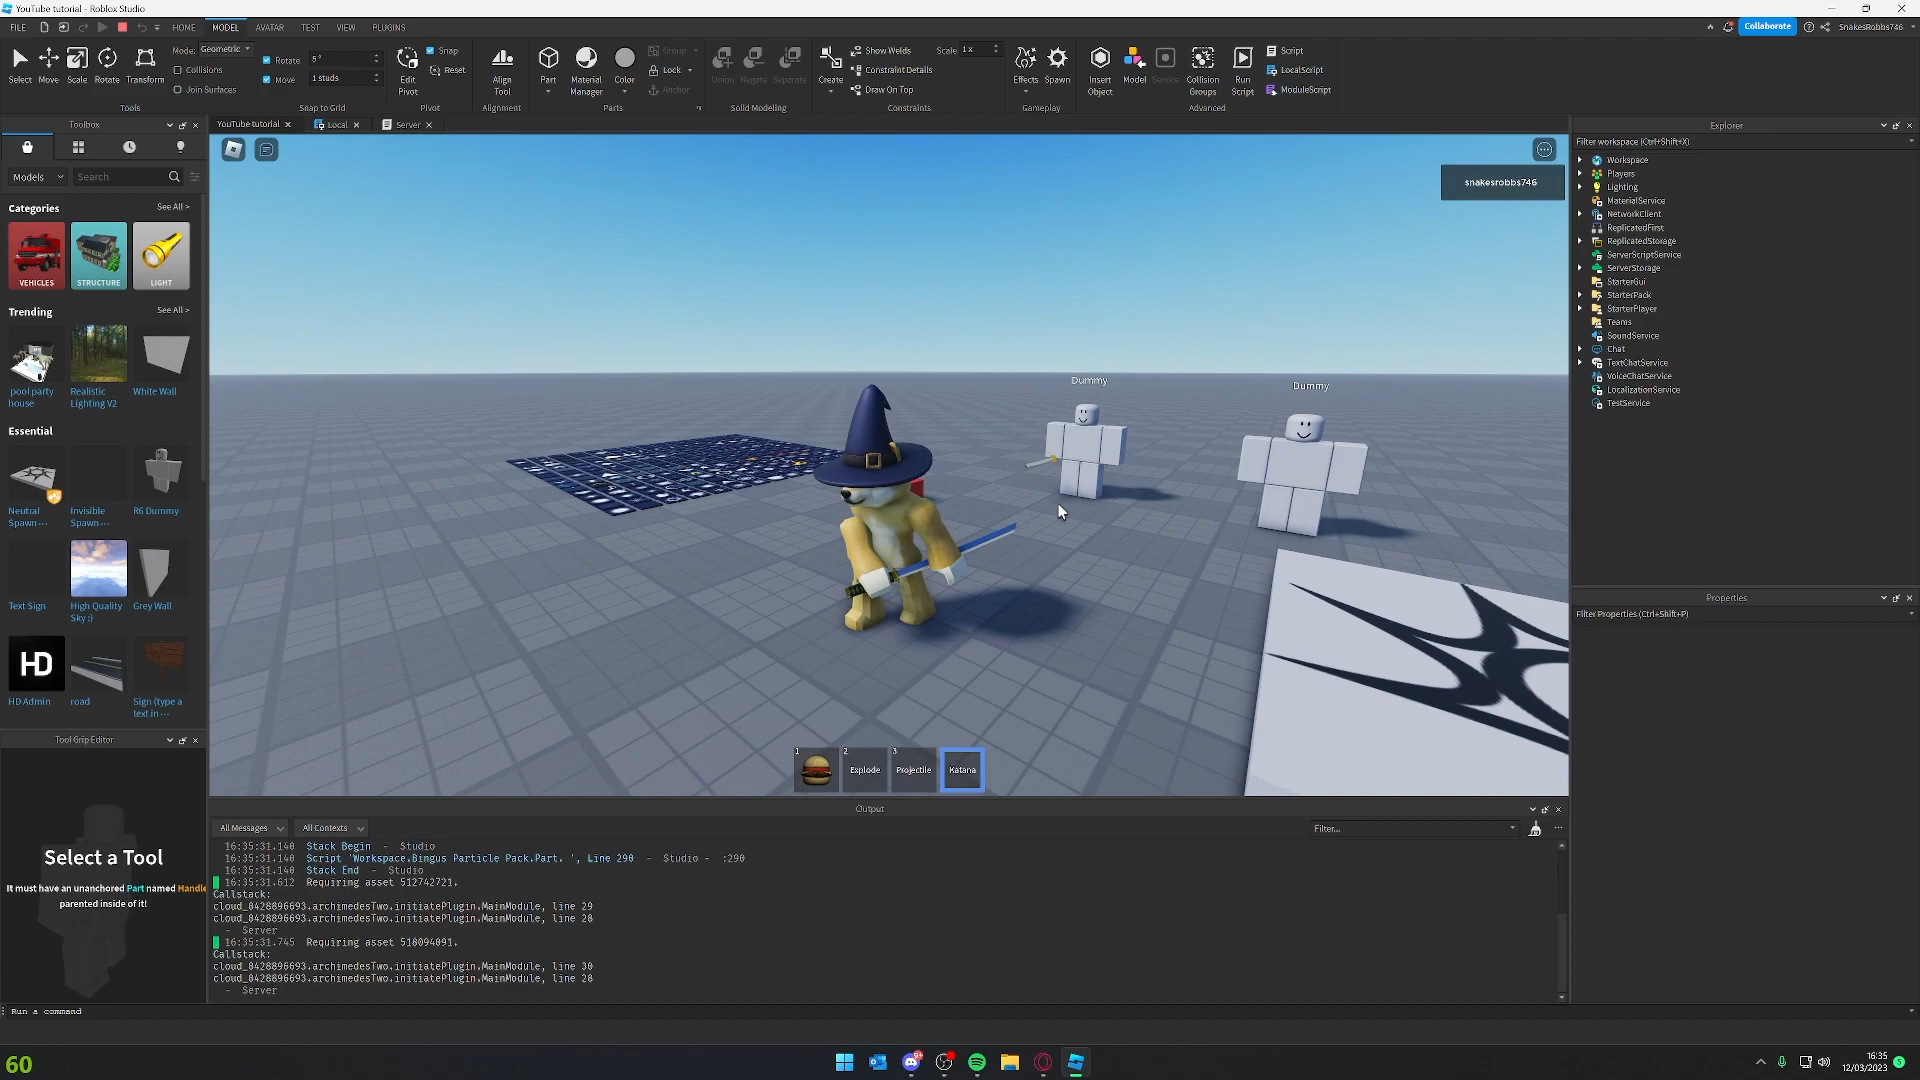 YouTube tutorial - Roblox Studio
FILE
HOME
MODEL
AVATAR
TEST
VIEW
PLUGINS
Collaborate
SnakesRobbs746
Select
Move
Scale
Rotate
Transform
Mode: Geometric
Collisions
Join Surfaces
Tools
Rotate
5 °
Move
1 studs
Snap to Grid
Edit
Pivot
Snap
Reset
Pivot
Align
Tool
Alignment
Part
Material
Manager
Color
Group
Lock
Anchor
Parts
Union
Negate
Separate
Solid Modeling
Create
Show Welds
Scale 1 x
Constraint Details
Draw On Top
Constraints
Effects
Spawn
Gameplay
Insert
Object
Model
Service
Collision
Groups
Run
Script
Script
LocalScript
ModuleScript
Advanced
Toolbox
Models
Search
Categories
See All >
VEHICLES
STRUCTURE
LIGHT
Trending
See All >
pool party
house
Realistic
Lighting V2
White Wall
Essential
Neutral
Spawn ···
Invisible
Spawn ···
R6 Dummy
Text Sign
High Quality
Sky :)
Grey Wall
HD
HD Admin
road
Sign (type a
text in ···
Tool Grip Editor
Select a Tool
It must have an unanchored Part named Handle
parented inside of it!
YouTube tutorial
Local
Server
snakesrobbs746
Dummy
Dummy
1
2 Explode
3 Projectile
Katana
Output
All Messages
All Contexts
Filter...
16:35:31.140 Stack Begin - Studio
16:35:31.140 Script 'Workspace.Bingus Particle Pack.Part. ', Line 290 - Studio - :290
16:35:31.140 Stack End - Studio
16:35:31.612 Requiring asset 512742721.
Callstack:
cloud_8428896693.archimedesTwo.initiatePlugin.MainModule, line 29
cloud_8428896693.archimedesTwo.initiatePlugin.MainModule, line 28
- Server
16:35:31.745 Requiring asset 518094091.
Callstack:
cloud_8428896693.archimedesTwo.initiatePlugin.MainModule, line 30
cloud_8428896693.archimedesTwo.initiatePlugin.MainModule, line 28
- Server
Run a command
Explorer
Filter workspace (Ctrl+Shift+X)
Workspace
Players
Lighting
MaterialService
NetworkClient
ReplicatedFirst
ReplicatedStorage
ServerScriptService
ServerStorage
StarterGui
StarterPack
StarterPlayer
Teams
SoundService
Chat
TextChatService
VoiceChatService
LocalizationService
TestService
Properties
Filter Properties (Ctrl+Shift+P)
60
9+
16:35
12/03/2023
5